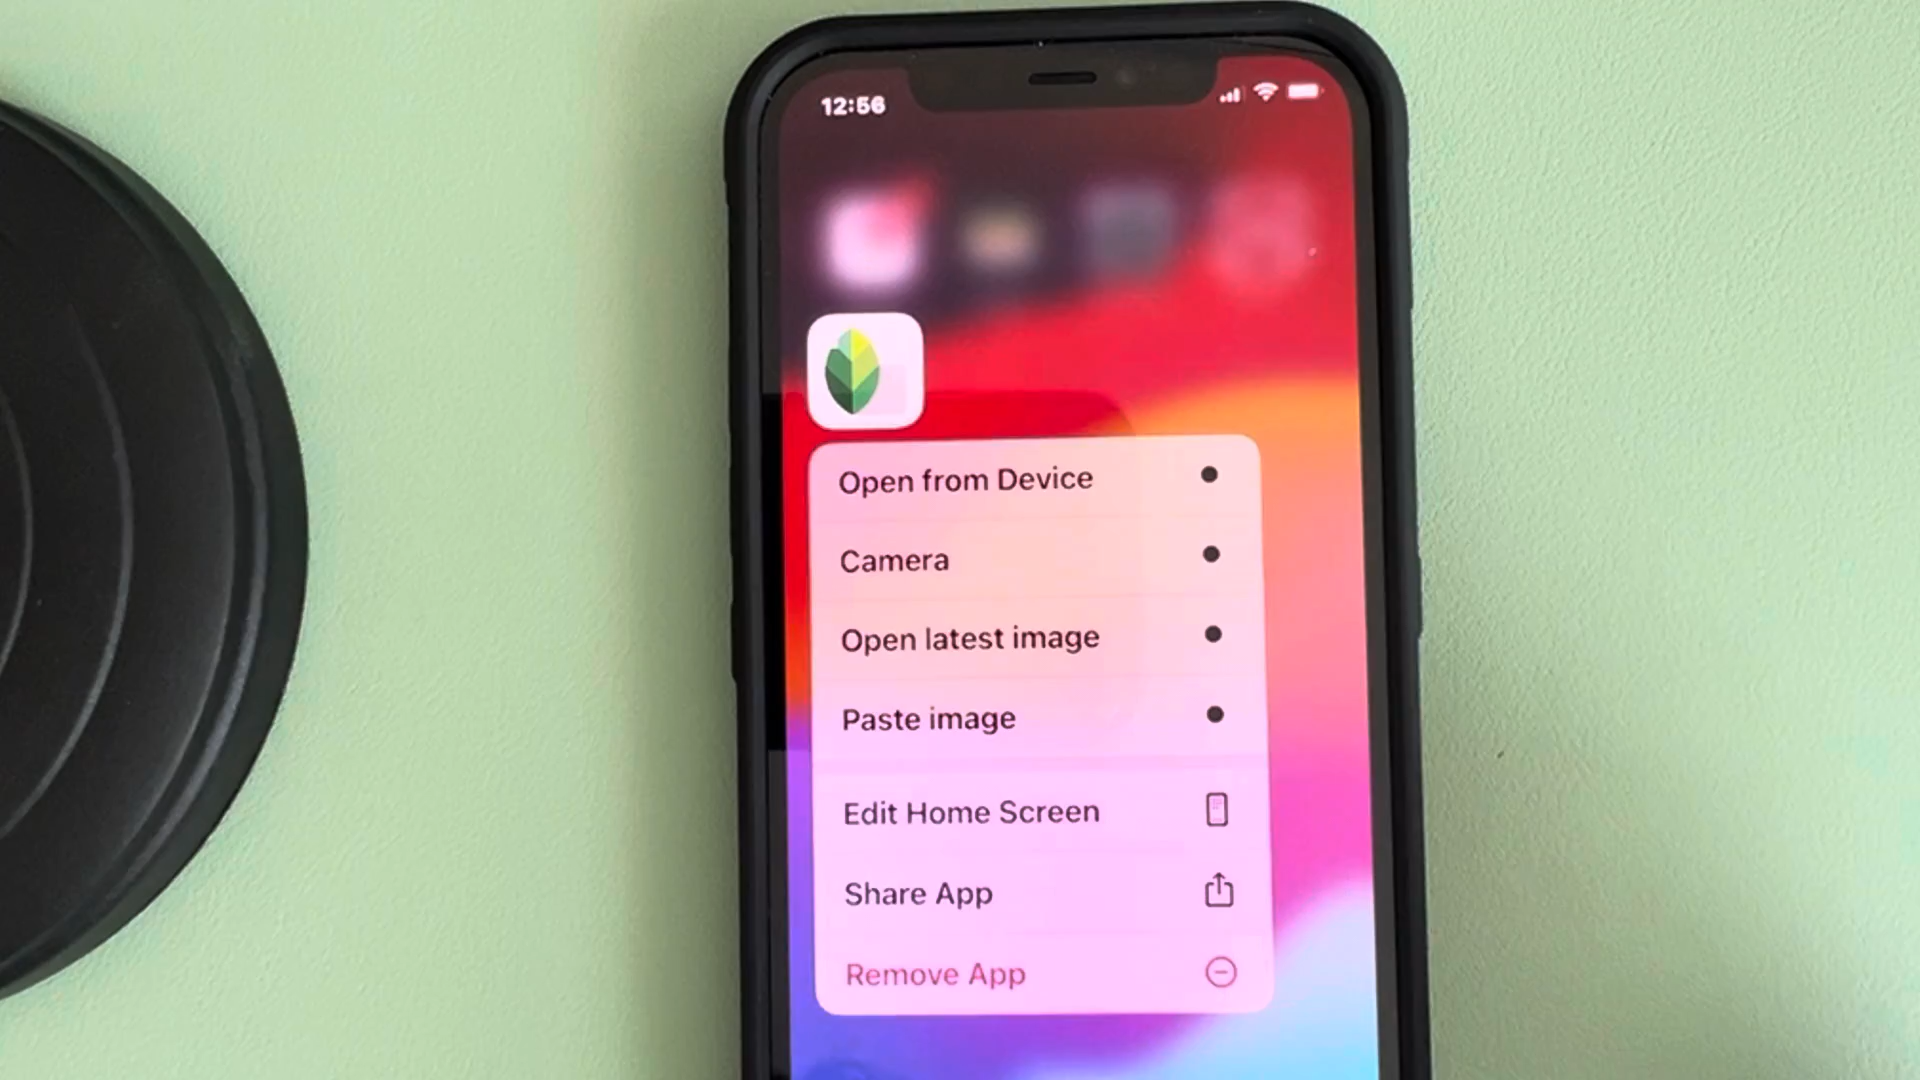 12:56
Open from Device
Camera
Open latest image
Paste image
Edit Home Screen
Share App
Remove App